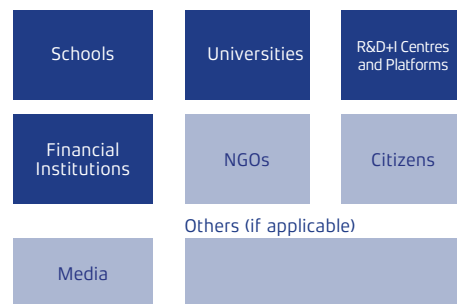 Schools
Universities
R&D+I Centres
and Platforms
Financial
Institutions
NGOs
Citizens
Others (if applicable)
Media